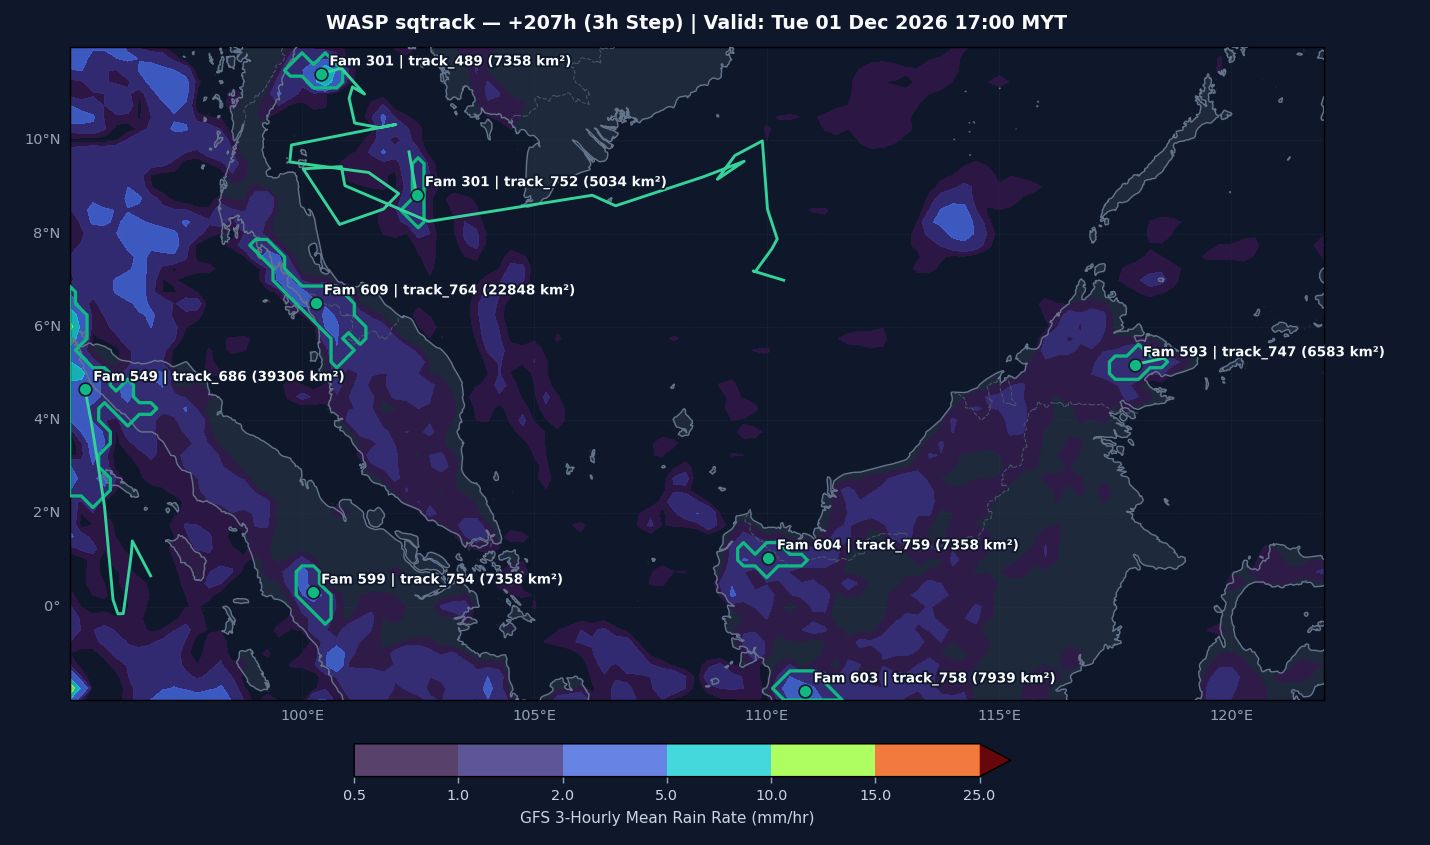 WASP sqtrack — +207h (3h Step) | Valid: Tue 01 Dec 2026 17:00 MYT
Fam 301 | track_489 (7358 km²)
10°N
Fam 301 | track_752 (5034 km²)
8°N
Fam 609 | track_764 (22848 km²)
6°N
Fam 593 | track_747 (6583 km²)
Fam 549 | track_686 (39306 km²)
4°N
2°N
Fam 604 | track_759 (7358 km²)
Fam 599 | track_754 (7358 km²)
0°
Fam 603 | track_758 (7939 km²)
100°E 105°E 110°E 115°E 120°E
0.5 1.0 2.0 5.0 10.0 15.0 25.0
GFS 3-Hourly Mean Rain Rate (mm/hr)